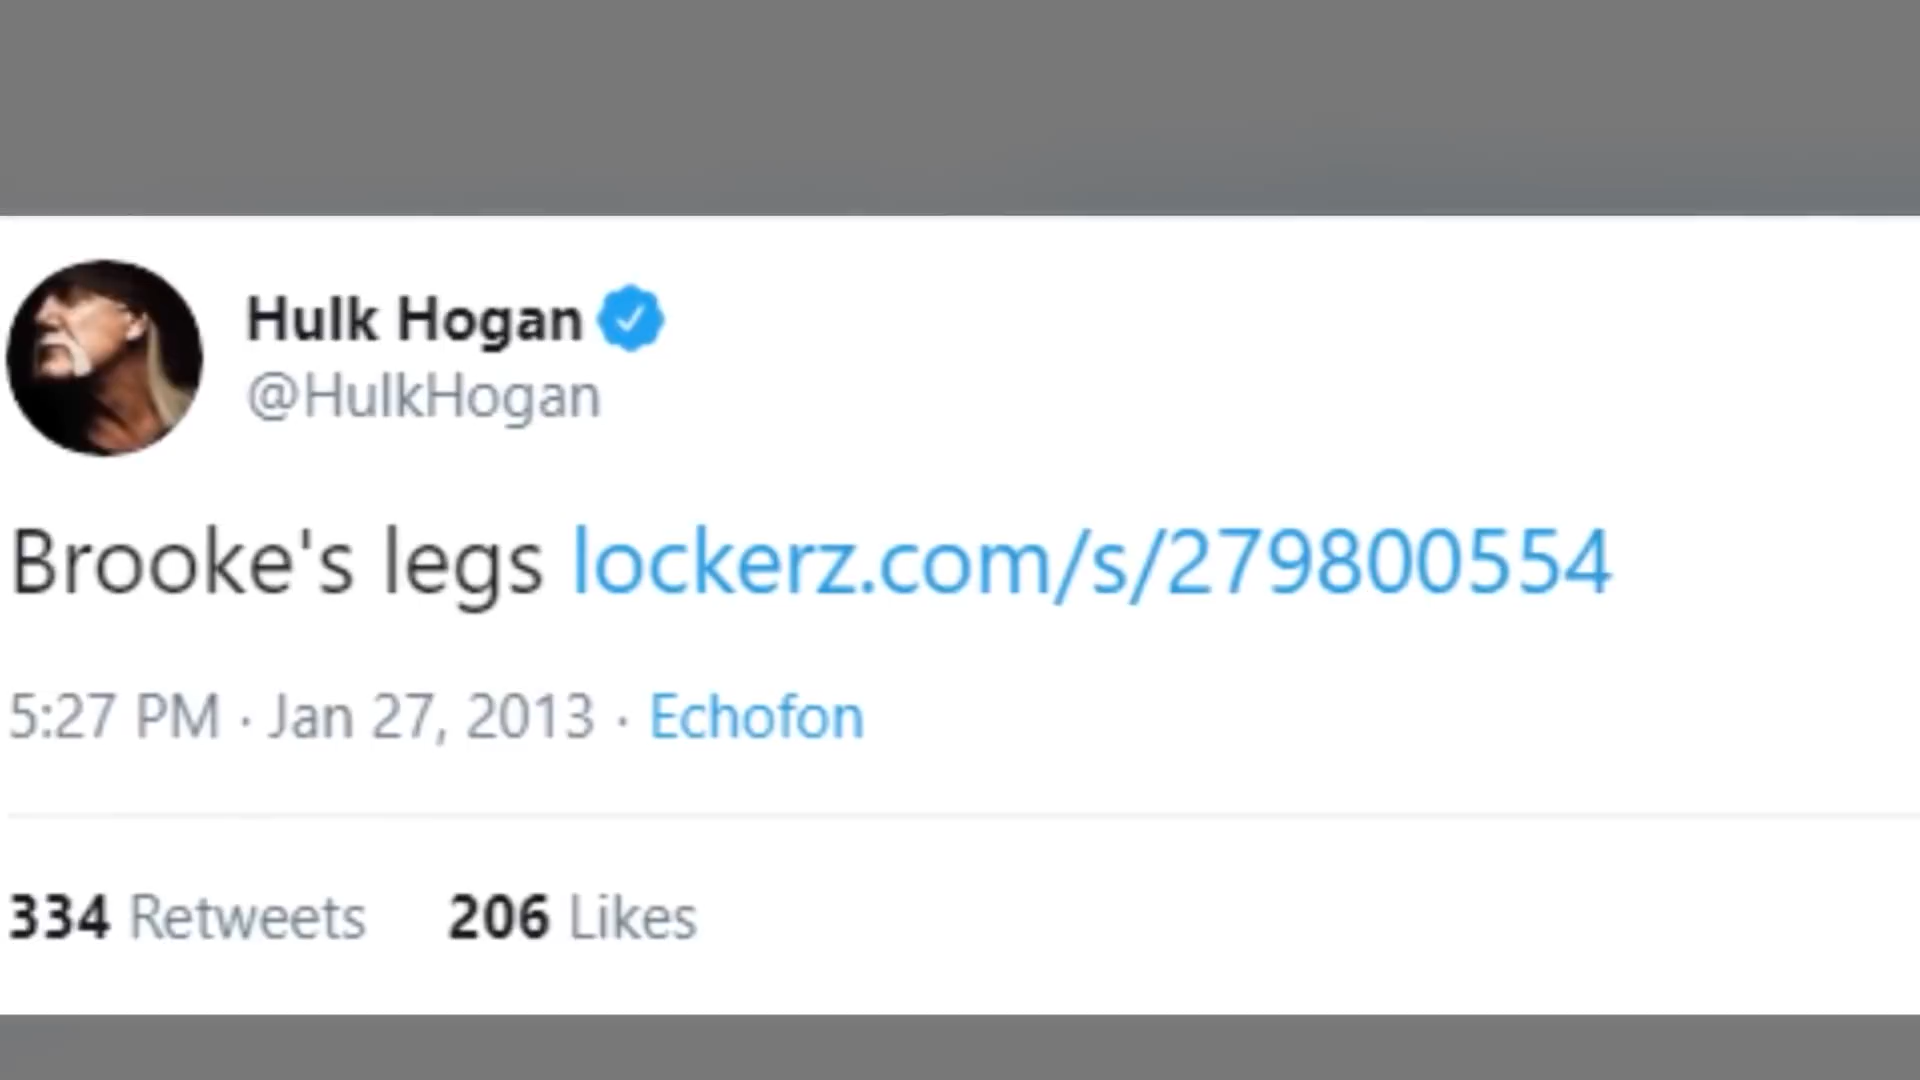 Hulk Hogan
@HulkHogan
Brooke's legs lockerz.com/s/279800554
5:27 PM · Jan 27, 2013 · Echofon
334 Retweets 206 Likes